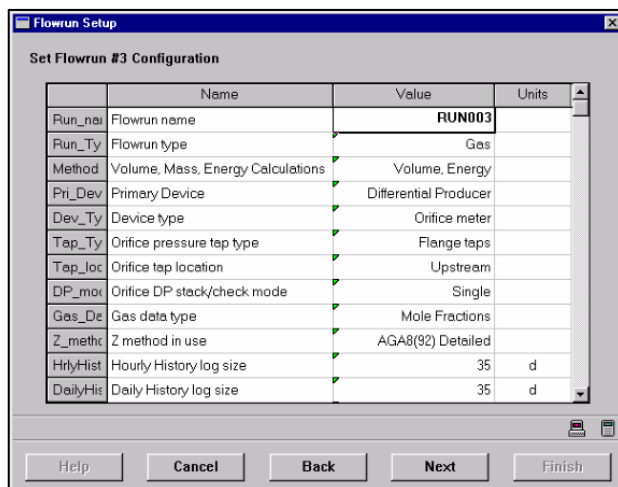 Flowrun Setup
Set Flowrun #3 Configuration
Name Value Units
Run_nai Flowrun name RUN003
Run_Ty Flowrun type Gas
Method Volume, Mass, Energy Calculations Volume, Energy
Pri_Dev Primary Device Differential Producer
Dev_Ty Device type Orifice meter
Tap_Ty Orifice pressure tap type Flange taps
Tap_loc Orifice tap location Upstream
DP_moc Orifice DP stack/check mode Single
Gas_De Gas data type Mole Fractions
Z_methc Z method in use AGA8(92) Detailed
HrlyHist Hourly History log size 35 d
DailyHis Daily History log size 35 d
Help Cancel Back Next Finish